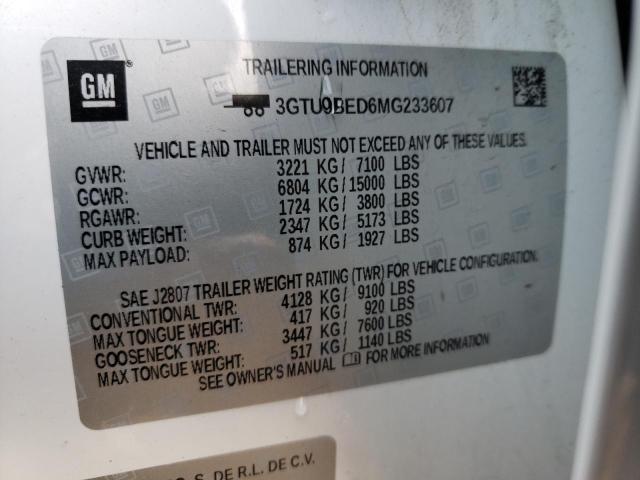 GM
TRAILERING INFORMATION
3GTU9BED6MG233607
VEHICLE AND TRAILER MUST NOT EXCEED ANY OF THESE VALUES.
GVWR: 3221 KG / 7100 LBS
GCWR: 6804 KG / 15000 LBS
RGAWR: 1724 KG / 3800 LBS
CURB WEIGHT: 2347 KG / 5173 LBS
MAX PAYLOAD: 874 KG / 1927 LBS
SAE J2807 TRAILER WEIGHT RATING (TWR) FOR VEHICLE CONFIGURATION.
CONVENTIONAL TWR: 4128 KG / 9100 LBS
MAX TONGUE WEIGHT: 417 KG / 920 LBS
GOOSENECK TWR: 3447 KG / 7600 LBS
MAX TONGUE WEIGHT: 517 KG / 1140 LBS
SEE OWNER'S MANUAL FOR MORE INFORMATION
S. DE R.L. DE C.V.